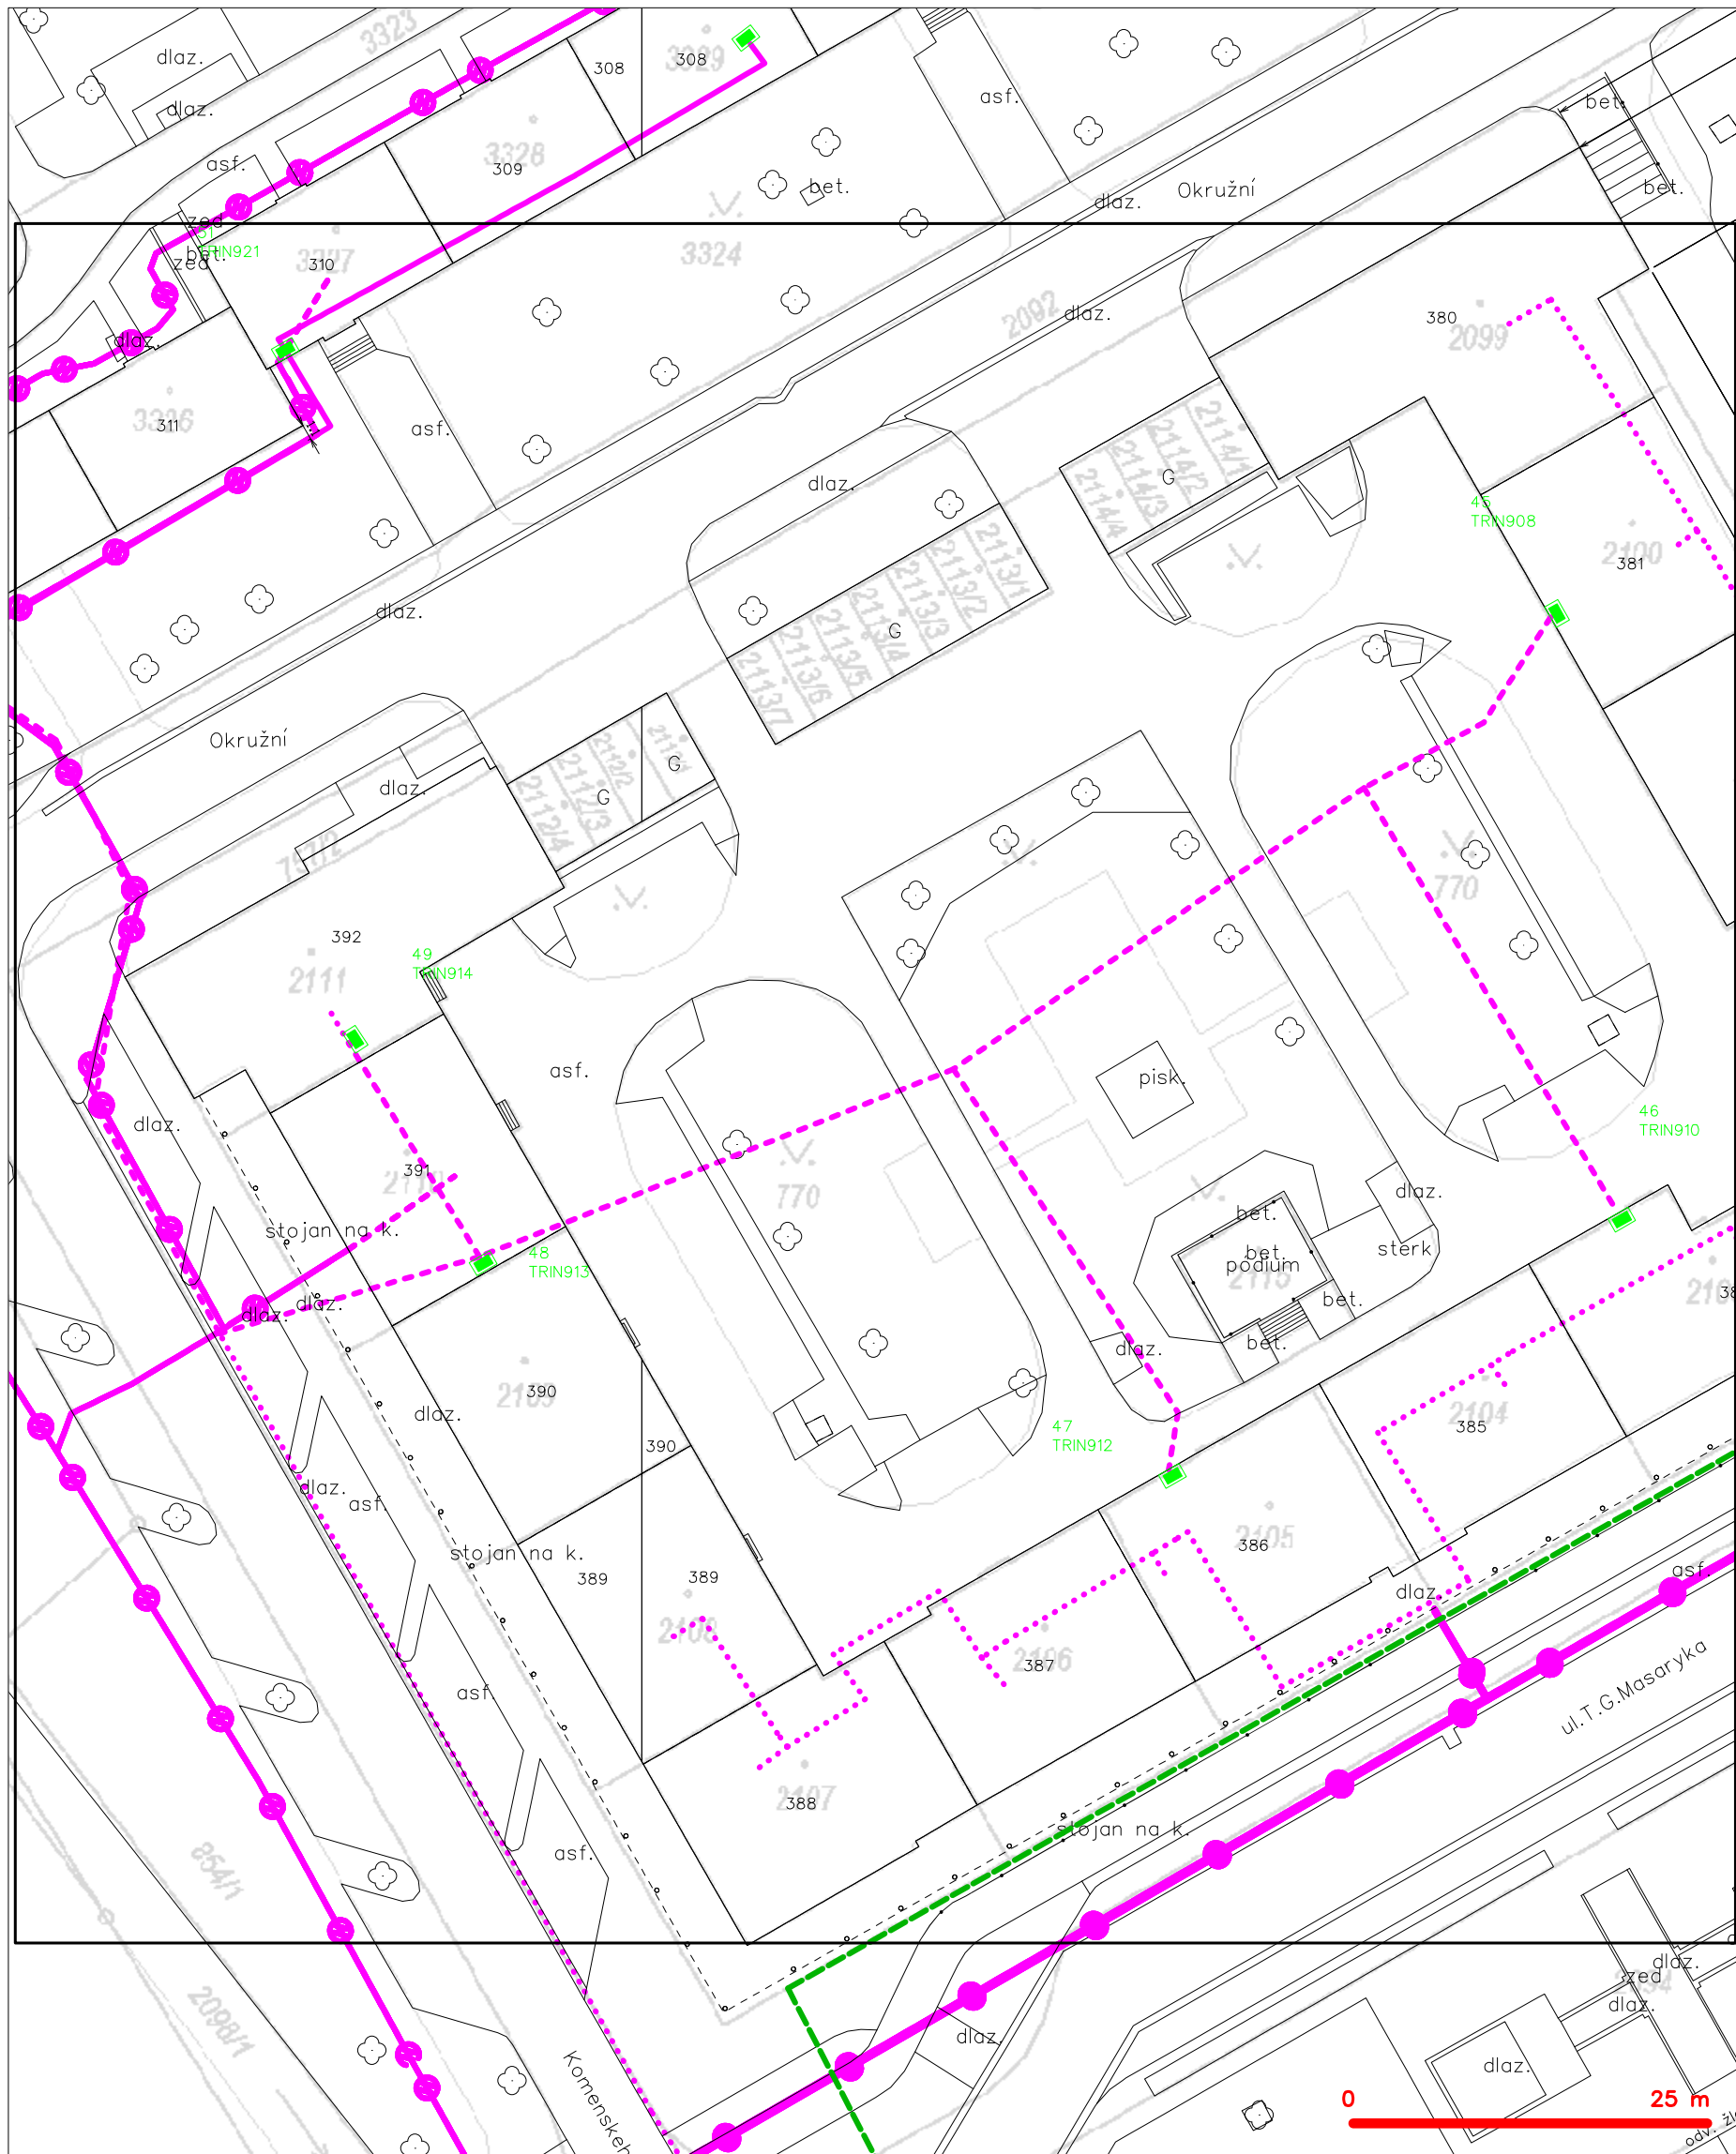 3323
dlaz.
308
3329
308
dlaz.
asf.
bet.
asf.
3328
309
bet.
Okružní
bet.
dlaz.
zed
TRIN921
bet.
zed
3327
310
3324
2092
dlaz.
380
2099
dlaz.
3326
311
asf.
dlaz.
G
2114/4
2114/3
2114/2
2114/1
45
TRIN908
2100
381
dlaz.
G
2113/7
2113/6
2113/5
2113/4
2113/3
2113/2
2113/1
Okružní
dlaz.
G
G
2112/4
2112/3
2112/2
757/2
770
392
49
TRIN914
2111
asf.
pisk.
dlaz.
46
TRIN910
391
770
dlaz.
stojan na k.
48
TRIN913
bet.
bet.
podium
sterk
2115
bet.
dlaz.
dlaz.
dlaz.
bet.
390
dlaz.
390
47
TRIN912
2104
385
dlaz.
asf.
2105
386
stojan na k.
389
389
2108
dlaz.
asf.
387
2106
asf.
ul.T.G.Masaryka
2107
388
stojan na k.
asf.
854/1
dlaz.
zed
dlaz.
2098/1
dlaz.
dlaz.
0
25 m